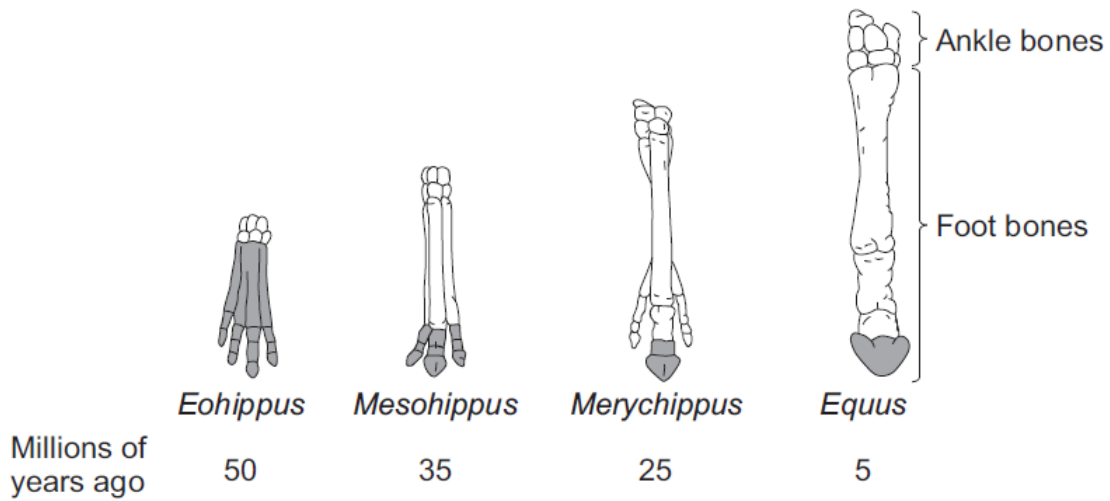 Ankle bones
Foot bones
Eohippus Mesohippus Merychippus Equus
Millions of
years ago 50 35 25 5